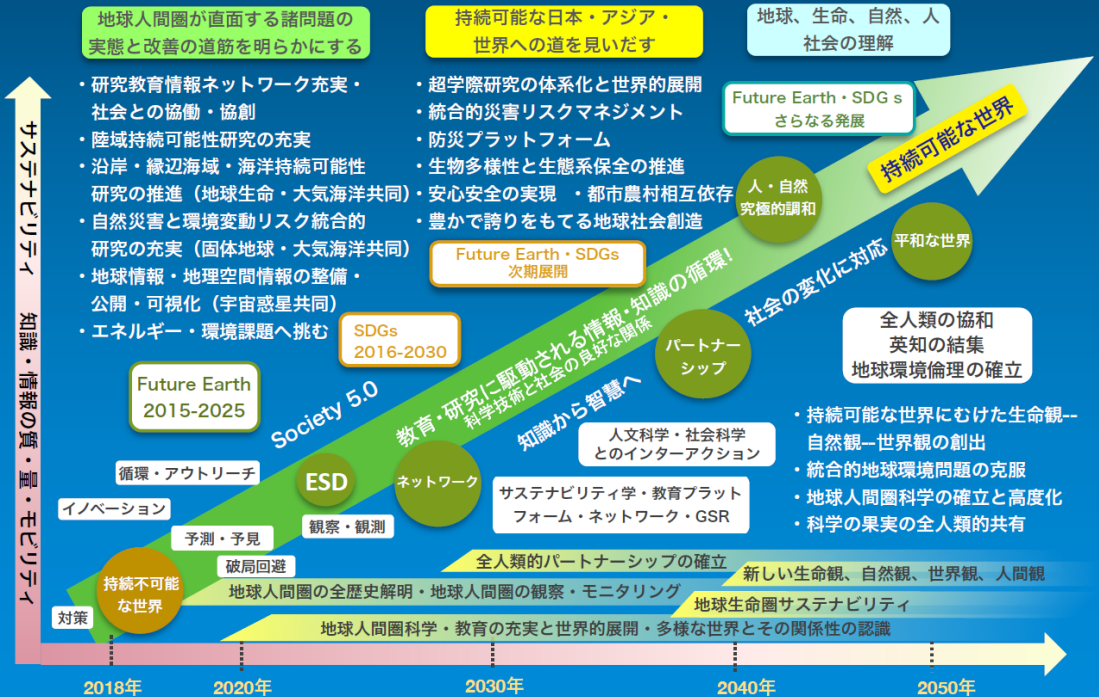 地球人間圏が直面する諸問題の
実態と改善の道筋を明らかにする
・研究教育情報ネットワーク充実・
社会との協働・協創
・陸域持続可能性研究の充実
・沿岸・縁辺海域・海洋持続可能性
研究の推進（地球生命・大気海洋共同）
・自然災害と環境変動リスク統合的
研究の充実（固体地球・大気海洋共同）
・地球情報・地理空間情報の整備・
公開・可視化（宇宙惑星共同）
・エネルギー・環境課題へ挑む
持続可能な日本・アジア・
世界への道を見いだす
・超学際研究の体系化と世界的展開
・統合的災害リスクマネジメント
・防災プラットフォーム
・生物多様性と生態系保全の推進
・安心安全の実現　・都市農村相互依存
・豊かで誇りをもてる地球社会創造
地球、生命、自然、人
社会の理解
Future Earth・SDGｓ
さらなる発展
持続可能な世界
人・自然
究極的調和
平和な世界
Future Earth・SDGs
次期展開
SDGs
2016-2030
Future Earth
2015-2025
Society 5.0
教育・研究に駆動される情報・知識の循環！
科学技術と社会の良好な関係
知識から智慧へ
社会の変化に対応
パートナー
シップ
全人類の協和
英知の結集
地球環境倫理の確立
・持続可能な世界にむけた生命観--
自然観--世界観の創出
・統合的地球環境問題の克服
・地球人間圏科学の確立と高度化
・科学の果実の全人類的共有
人文科学・社会科学
とのインターアクション
サステナビリティ学・教育プラット
フォーム・ネットワーク・GSR
ESD
ネットワーク
循環・アウトリーチ
イノベーション
予測・予見
観察・観測
破局回避
持続不可能
な世界
対策
全人類的パートナーシップの確立
新しい生命観、自然観、世界観、人間観
地球人間圏の全歴史解明・地球人間圏の観察・モニタリング
地球生命圏サステナビリティ
地球人間圏科学・教育の充実と世界的展開・多様な世界とその関係性の認識
サステナビリティ　知識・情報の質・量・モビリティ
2018年
2020年
2030年
2040年
2050年